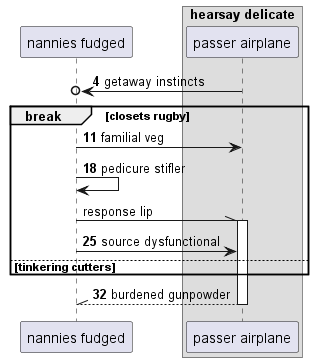 hearsay delicate
nannies fudged
passer airplane
4 getaway instincts
break
[closets rugby]
11 familial veg
18 pedicure stifler
response lip
25 source dysfunctional
[tinkering cutters]
32 burdened gunpowder
nannies fudged
passer airplane